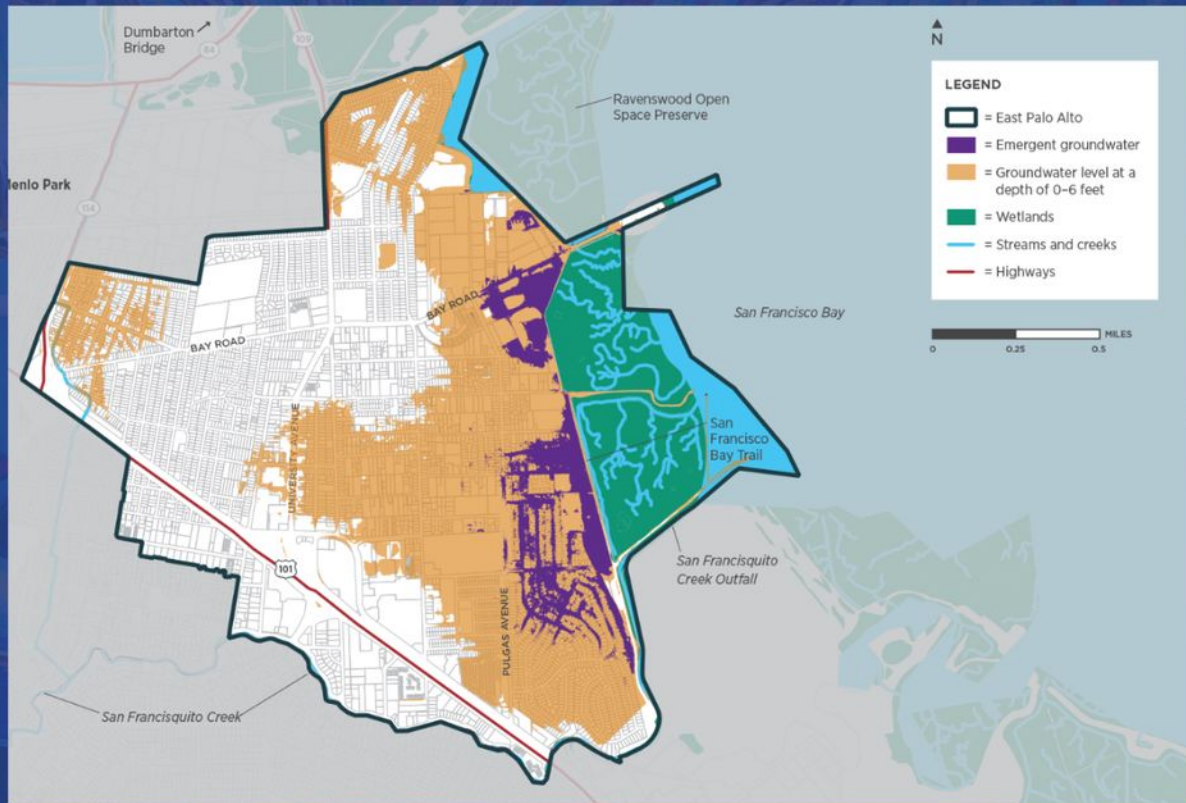 Dumbarton
Bridge
84
109
N
LEGEND
= East Palo Alto
= Emergent groundwater
= Groundwater level at a
depth of 0–6 feet
= Wetlands
= Streams and creeks
= Highways
MILES
0 0.25 0.5
Ravenswood Open
Space Preserve
Menlo Park
114
BAY ROAD
BAY ROAD
San Francisco Bay
UNIVERSITY AVENUE
San
Francisco
Bay Trail
101
San Francisquito
Creek Outfall
PULGAS AVENUE
San Francisquito Creek